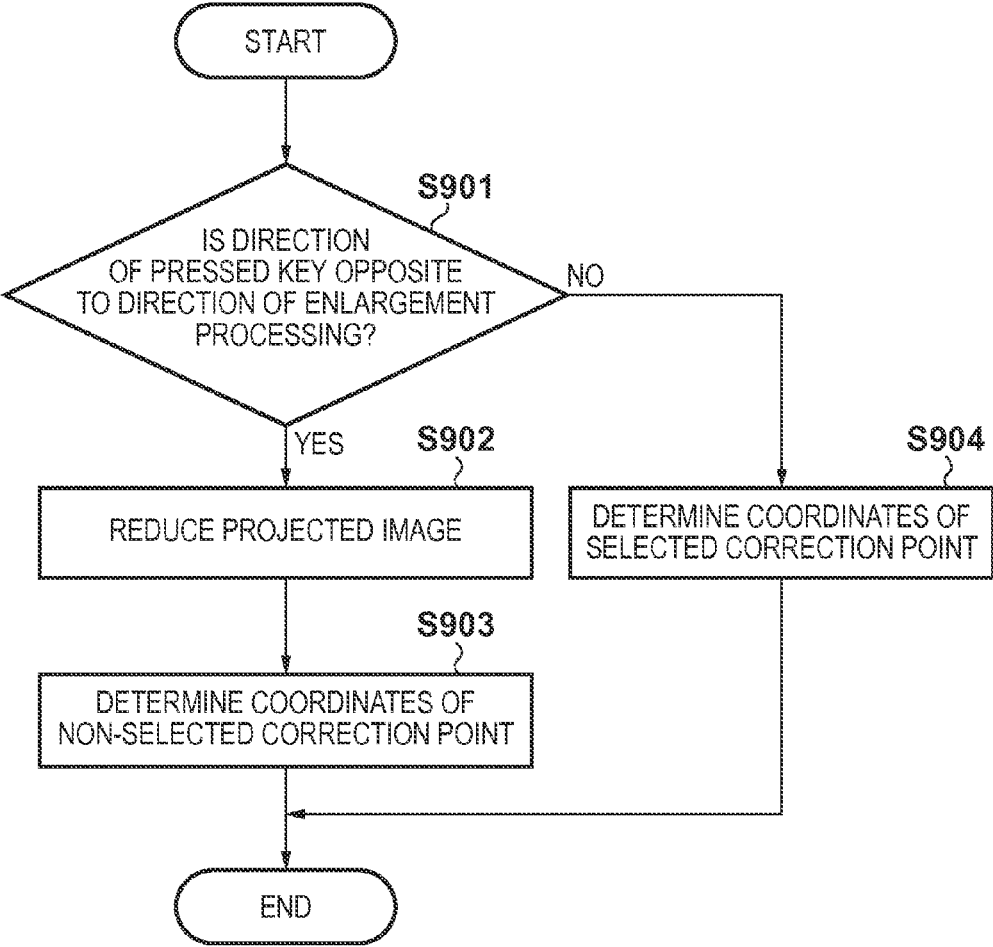 START
S901
IS DIRECTION
OF PRESSED KEY OPPOSITE
TO DIRECTION OF ENLARGEMENT
PROCESSING?
NO
YES
S902
REDUCE PROJECTED IMAGE
S904
DETERMINE COORDINATES OF
SELECTED CORRECTION POINT
S903
DETERMINE COORDINATES OF
NON-SELECTED CORRECTION POINT
END